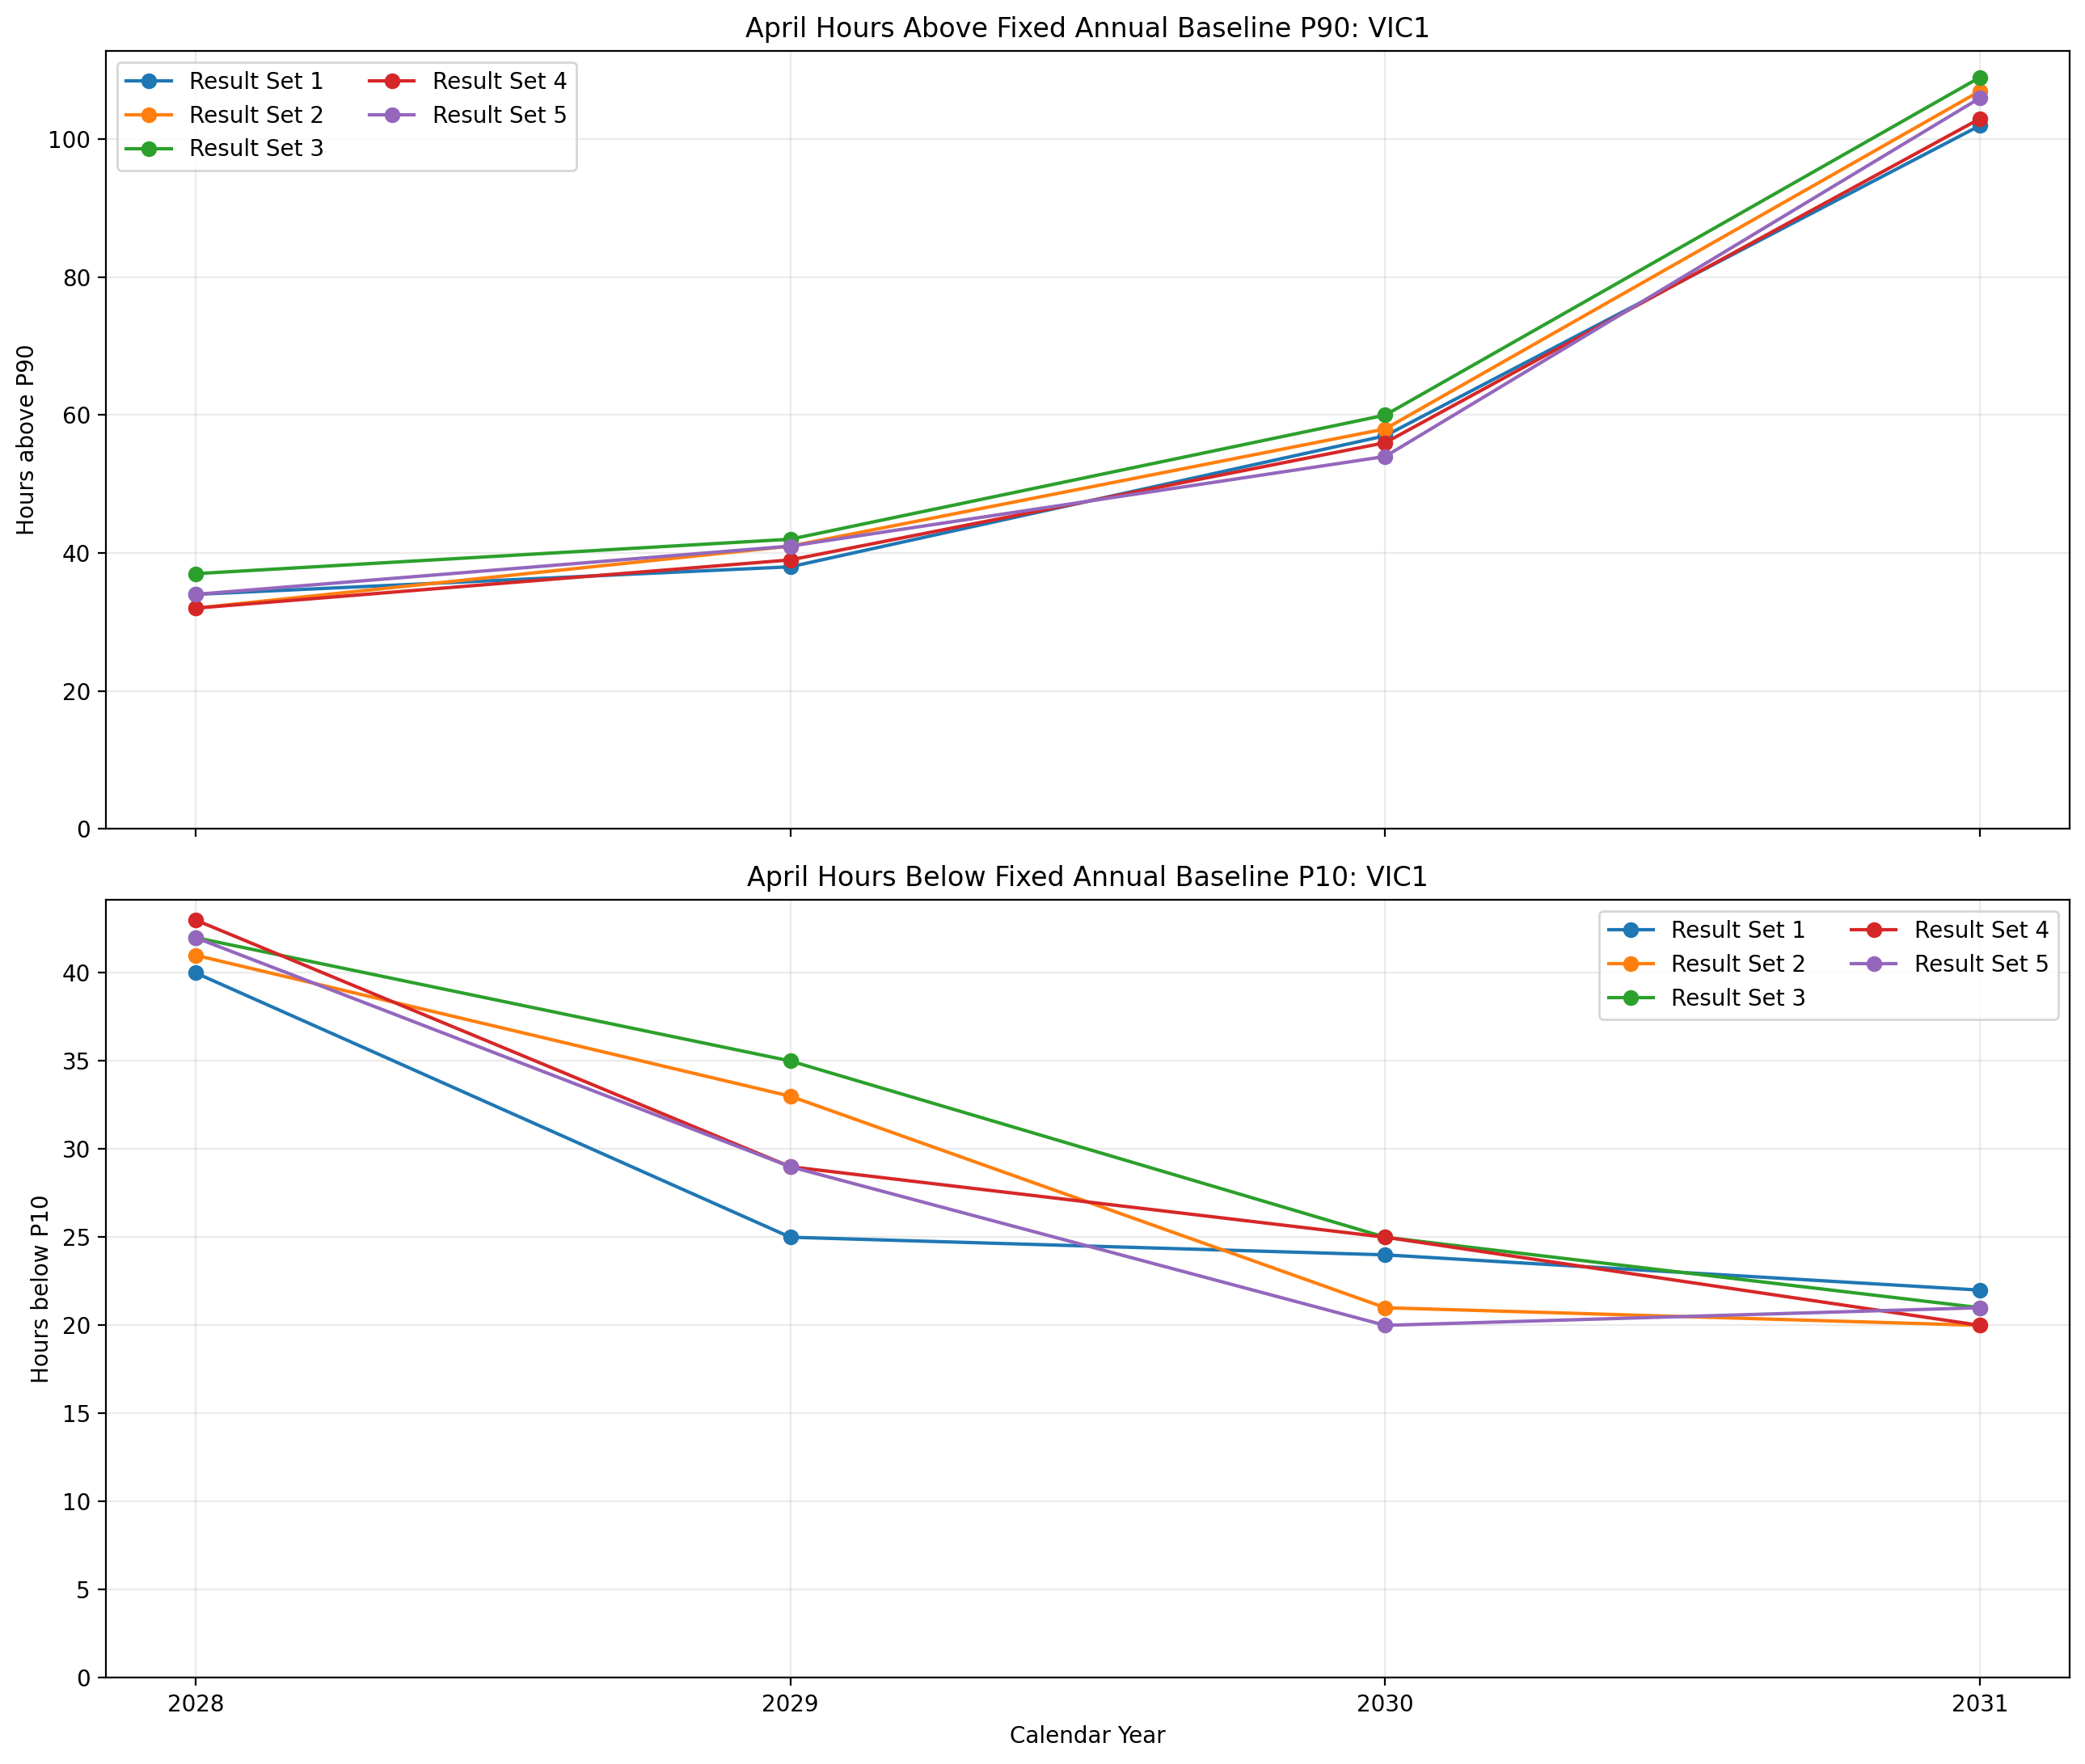 April Hours Above Fixed Annual Baseline P90: VIC1
Result Set 1
Result Set 2
Result Set 3
Result Set 4
Result Set 5
Hours above P90
100
80
60
40
20
0
April Hours Below Fixed Annual Baseline P10: VIC1
Result Set 1
Result Set 2
Result Set 3
Result Set 4
Result Set 5
Hours below P10
40
35
30
25
20
15
10
5
0
2028
2029
2030
2031
Calendar Year